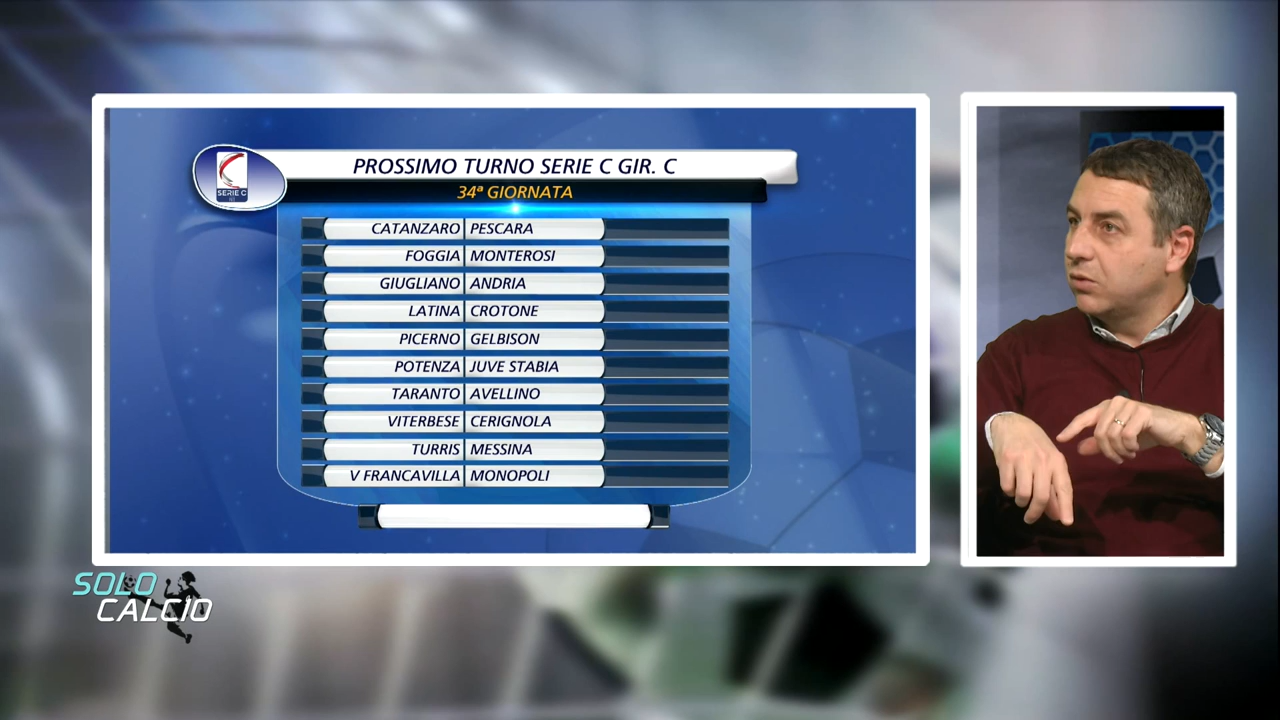 PROSSIMO TURNO SERIE C GIR. C
SERIE C
34ª GIORNATA
CATANZARO PESCARA
FOGGIA MONTEROSI
GIUGLIANO ANDRIA
LATINA CROTONE
PICERNO GELBISON
POTENZA JUVE STABIA
TARANTO AVELLINO
VITERBESE CERIGNOLA
TURRIS MESSINA
V FRANCAVILLA MONOPOLI
SOLO
CALCIO